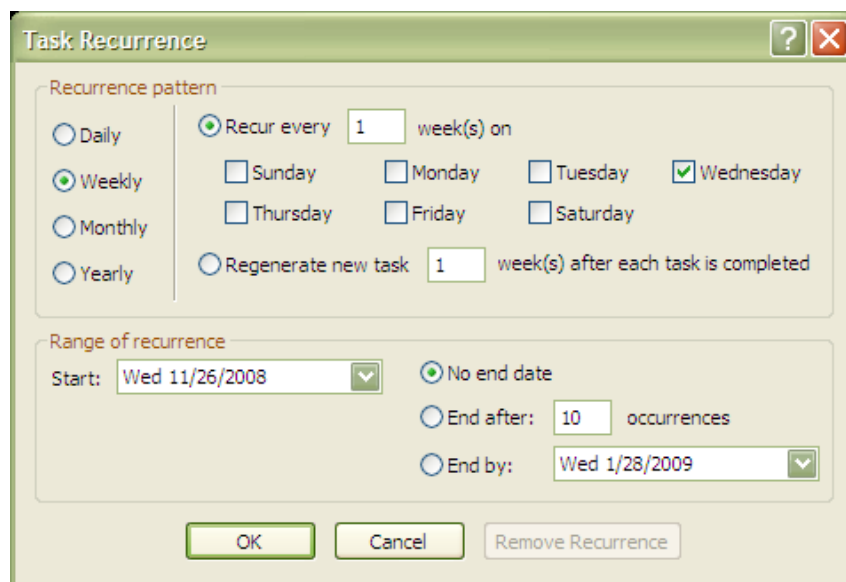 Task Recurrence
Recurrence pattern
Daily
Weekly
Monthly
Yearly
Recur every 1 week(s) on
Sunday Monday Tuesday Wednesday
Thursday Friday Saturday
Regenerate new task 1 week(s) after each task is completed
Range of recurrence
Start: Wed 11/26/2008
No end date
End after: 10 occurrences
End by: Wed 1/28/2009
OK Cancel Remove Recurrence